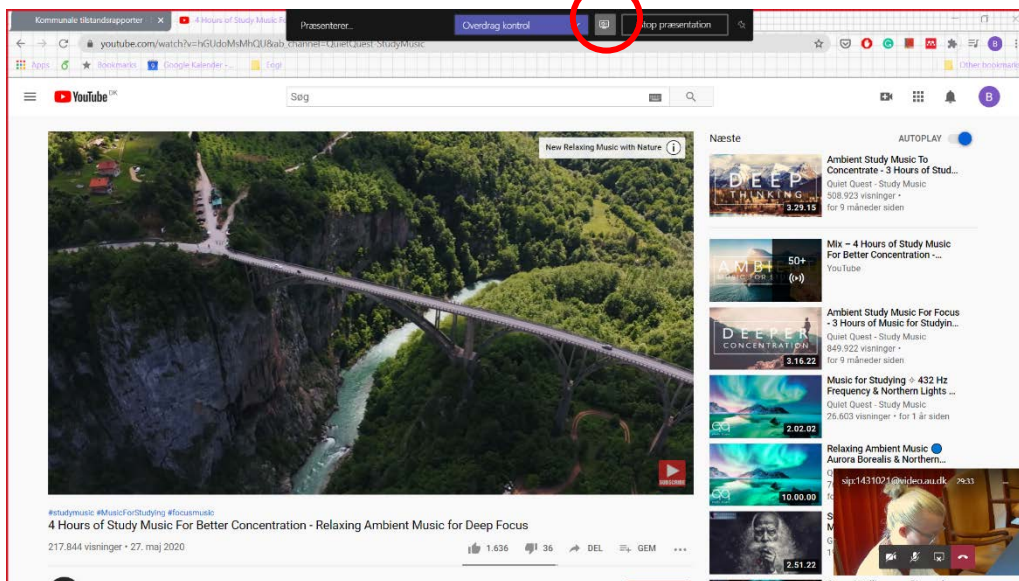 Kommunale tilstandsrapporter
4 Hours of Study Music Fo
Præsenterer...
Overdrag kontrol
Stop præsentation
youtube.com/watch?v=hGUdoMsMhQU&ab_channel=QuietQuest-StudyMusic
Apps
Bookmarks
Google Kalender -...
Other bookmarks
YouTube DK
Søg
B
New Relaxing Music with Nature
SUBSCRIBE
#studymusic #MusicForStudying #focusmusic
4 Hours of Study Music For Better Concentration - Relaxing Ambient Music for Deep Focus
217.844 visninger • 27. maj 2020
1.636
36
DEL
GEM
Næste
AUTOPLAY
DEEP
THINKING
3.29.15
Ambient Study Music To
Concentrate - 3 Hours of Stud...
Quiet Quest - Study Music
508.923 visninger •
for 9 måneder siden
50+
Mix – 4 Hours of Study Music
For Better Concentration -...
YouTube
DEEPER
CONCENTRATION
3.16.22
Ambient Study Music For Focus
- 3 Hours of Music for Studyin...
Quiet Quest - Study Music
849.922 visninger •
for 9 måneder siden
2.02.02
Music for Studying ✧ 432 Hz
Frequency & Northern Lights ...
Quiet Quest - Study Music
26.603 visninger • for 1 år siden
10.00.00
Relaxing Ambient Music
Aurora Borealis & Northern...
2.51.22
sip:1431021@video.au.dk
29:33